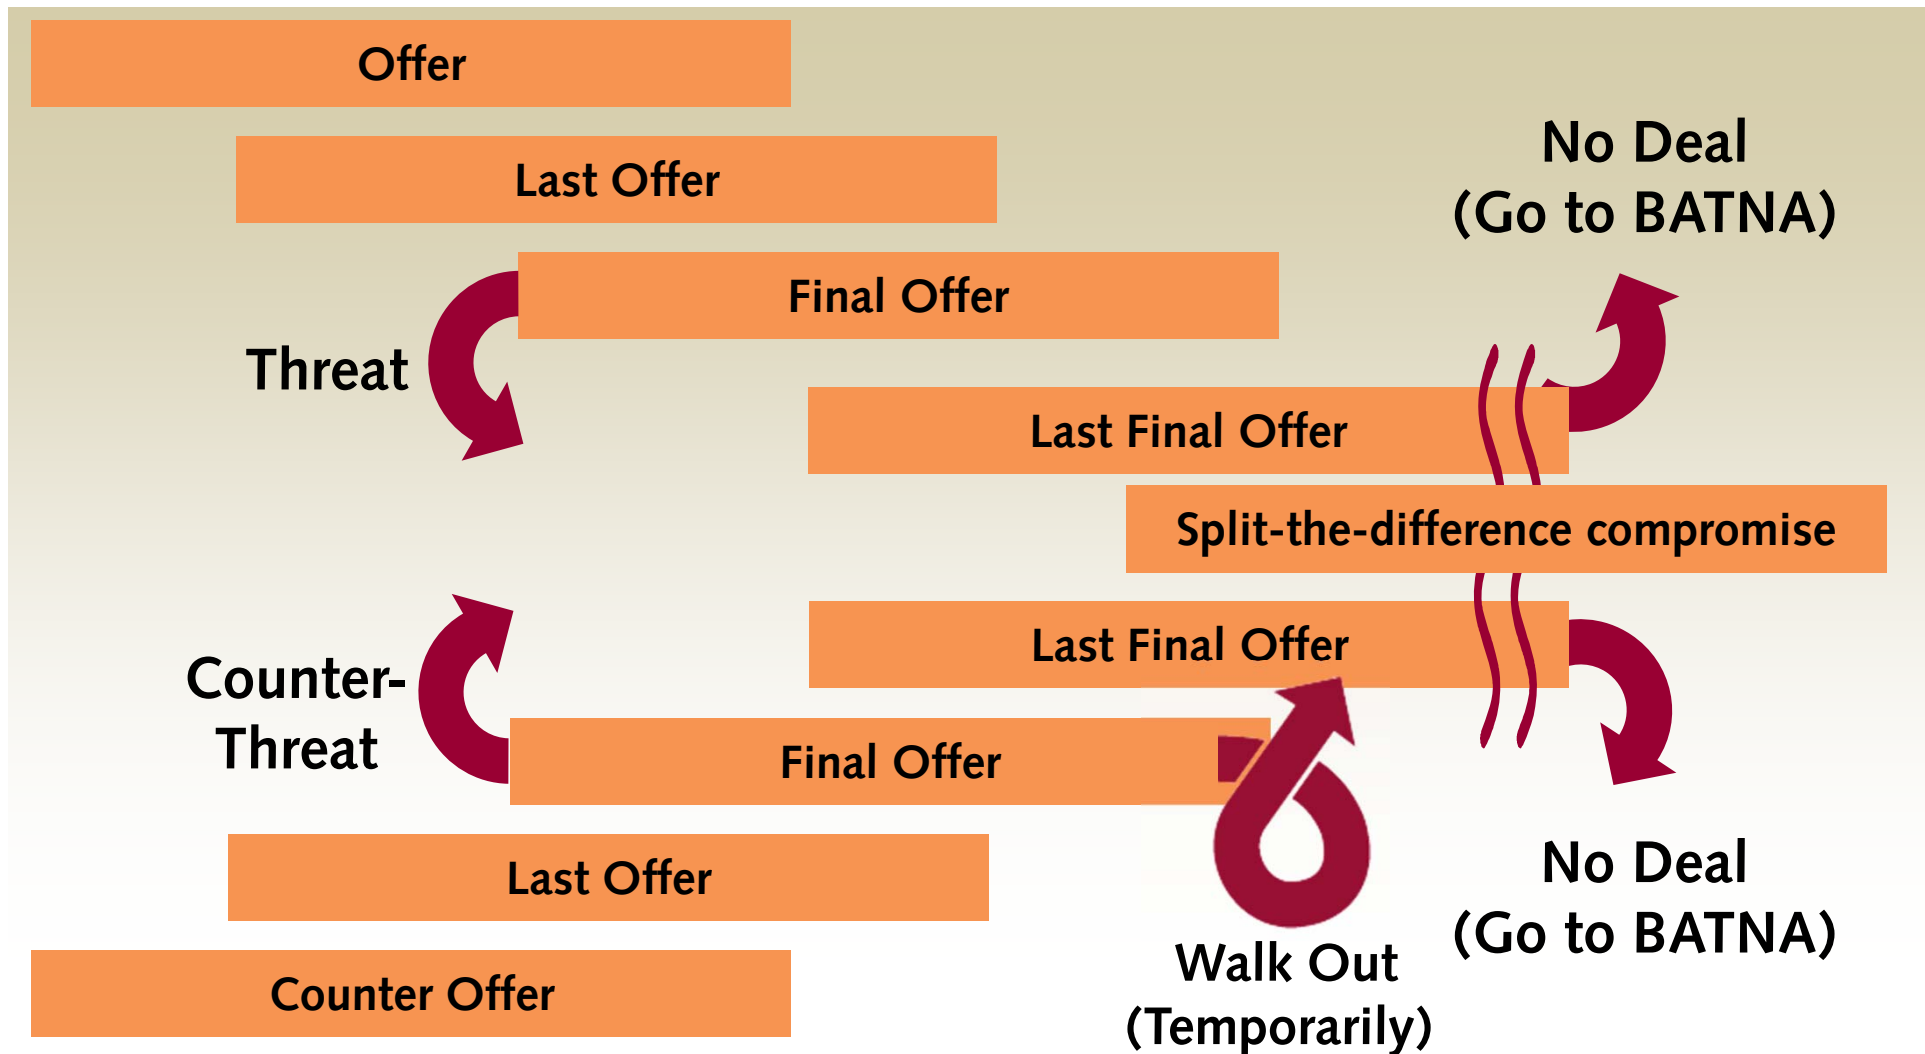 Offer
Last Offer
No Deal
(Go to BATNA)
Final Offer
Threat
Last Final Offer
Split-the-difference compromise
Last Final Offer
Counter-
Threat
Final Offer
Last Offer
No Deal
(Go to BATNA)
Walk Out
(Temporarily)
Counter Offer